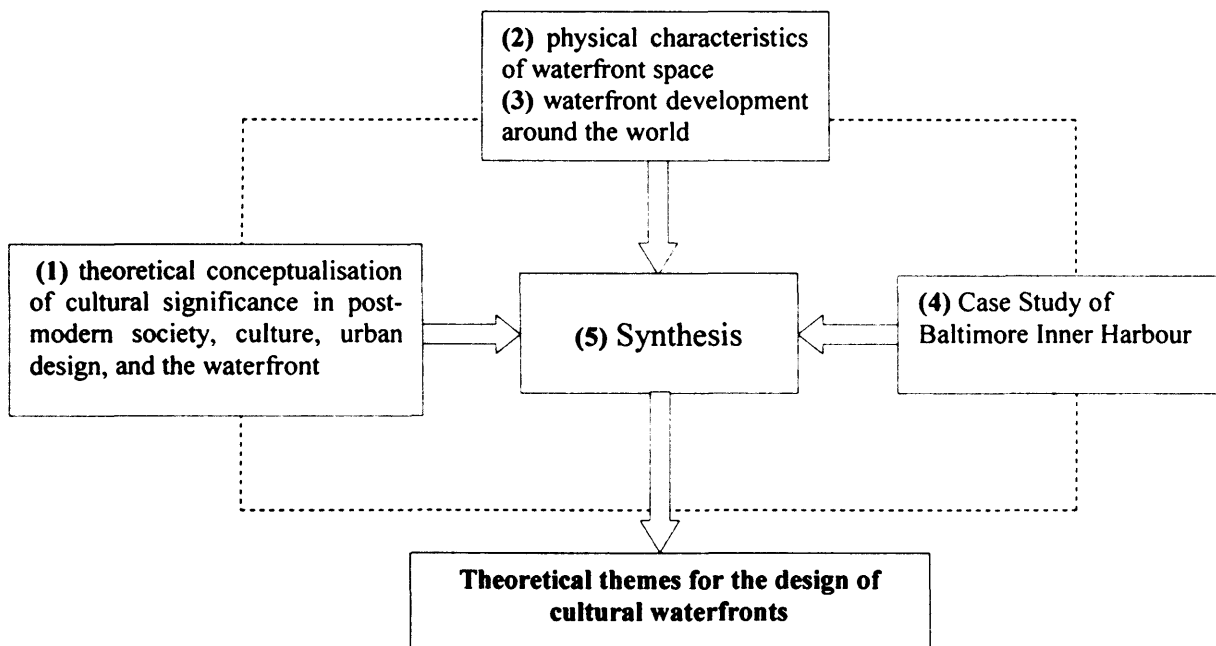 (2) physical characteristics
of waterfront space
(3) waterfront development
around the world
(1) theoretical conceptualisation
of cultural significance in post-
modern society, culture, urban
design, and the waterfront
(5) Synthesis
(4) Case Study of
Baltimore Inner Harbour
Theoretical themes for the design of
cultural waterfronts